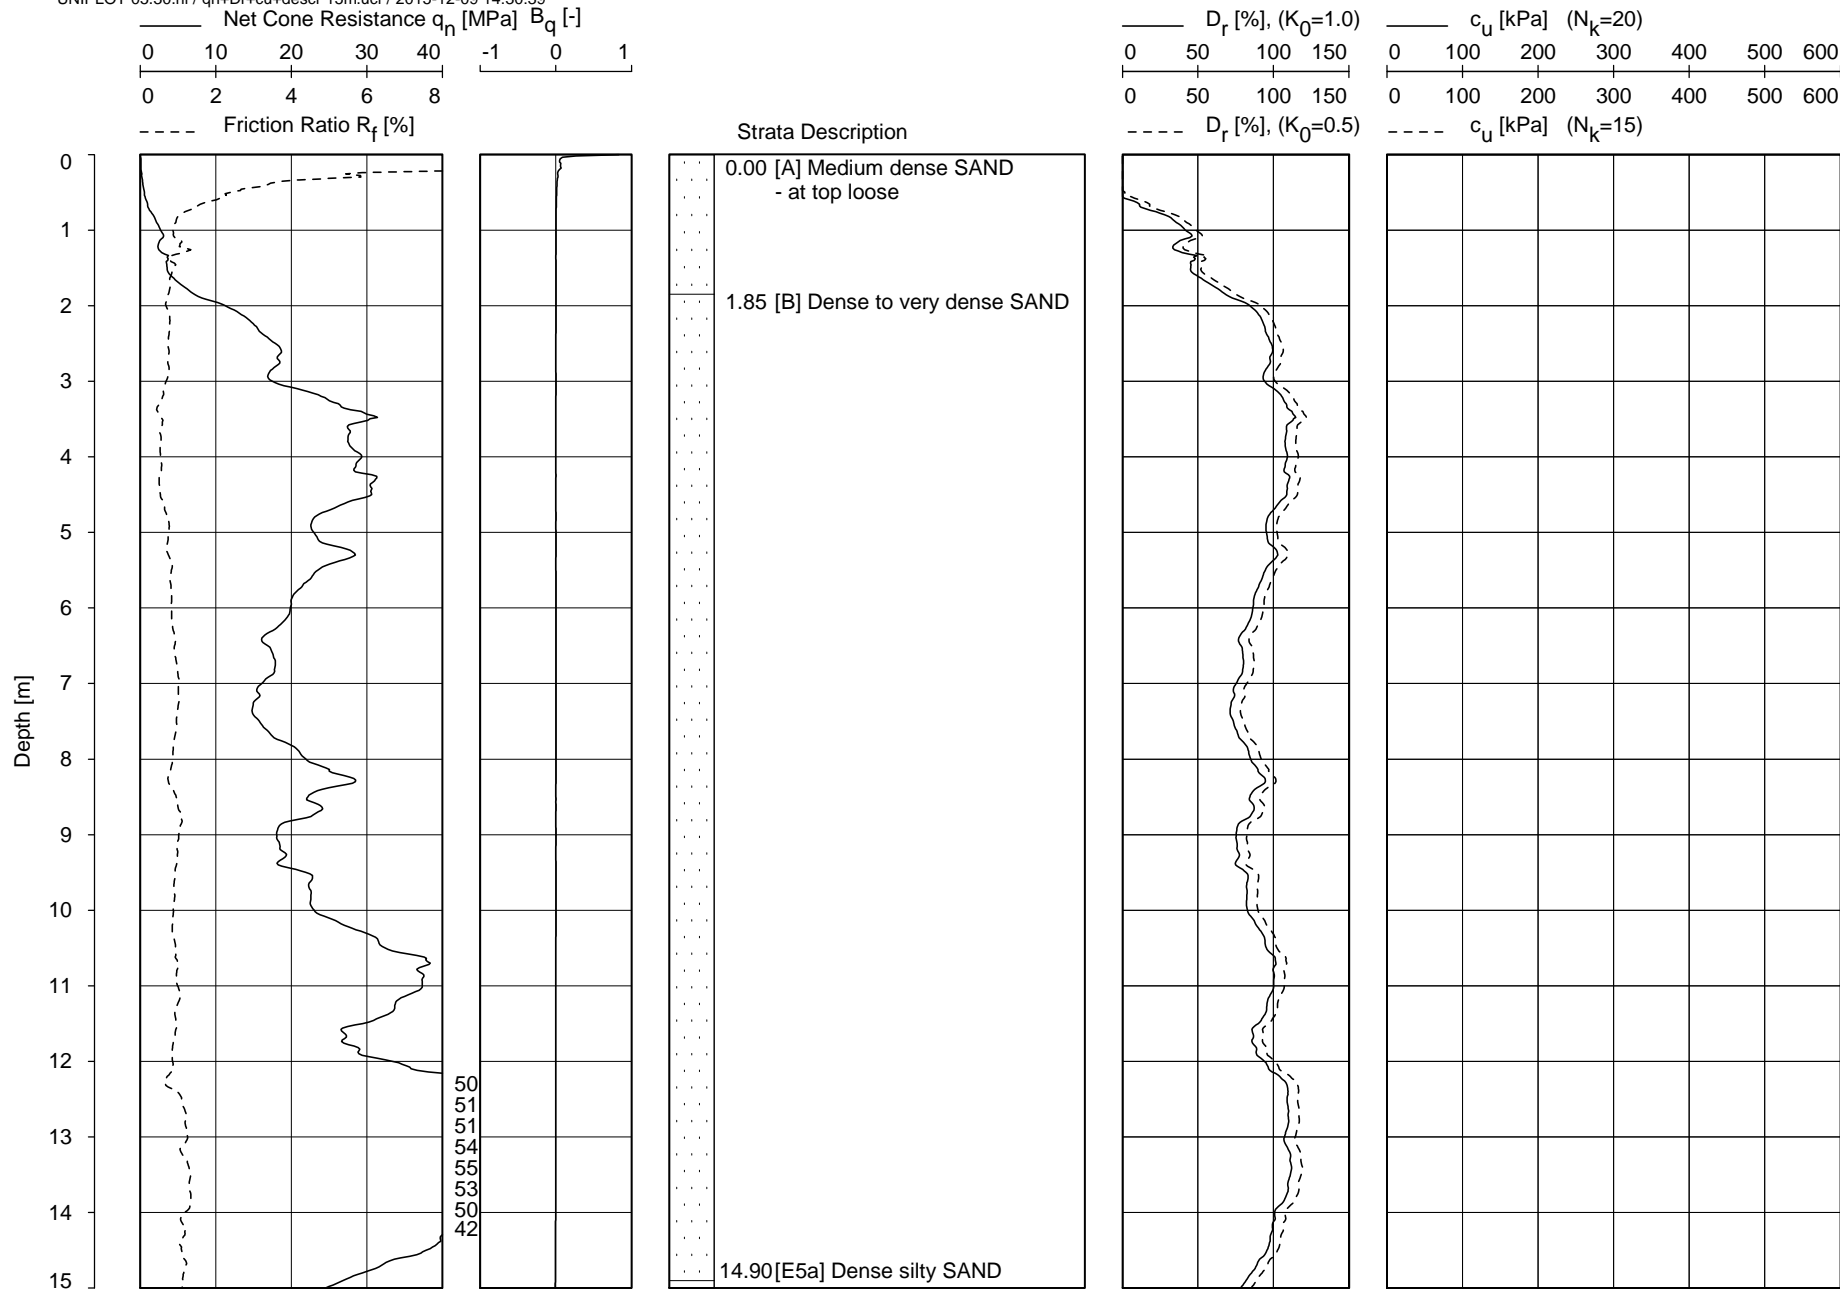 Net Cone Resistance qn [MPa] Bq [-]
Dr [%], (K0=1.0)
cu [kPa] (Nk=20)
0 10 20 30 40 -1 0 1
0 50 100 150
0 100 200 300 400 500 600
0 2 4 6 8
0 50 100 150
0 100 200 300 400 500 600
Friction Ratio Rf [%]
Strata Description
Dr [%], (K0=0.5)
cu [kPa] (Nk=15)
Depth [m]
0
0.00 [A] Medium dense SAND
- at top loose
1
1.85 [B] Dense to very dense SAND
2
3
4
5
6
7
8
9
10
11
12
50
51
51
13
54
55
53
50
14
42
14.90 [E5a] Dense silty SAND
15